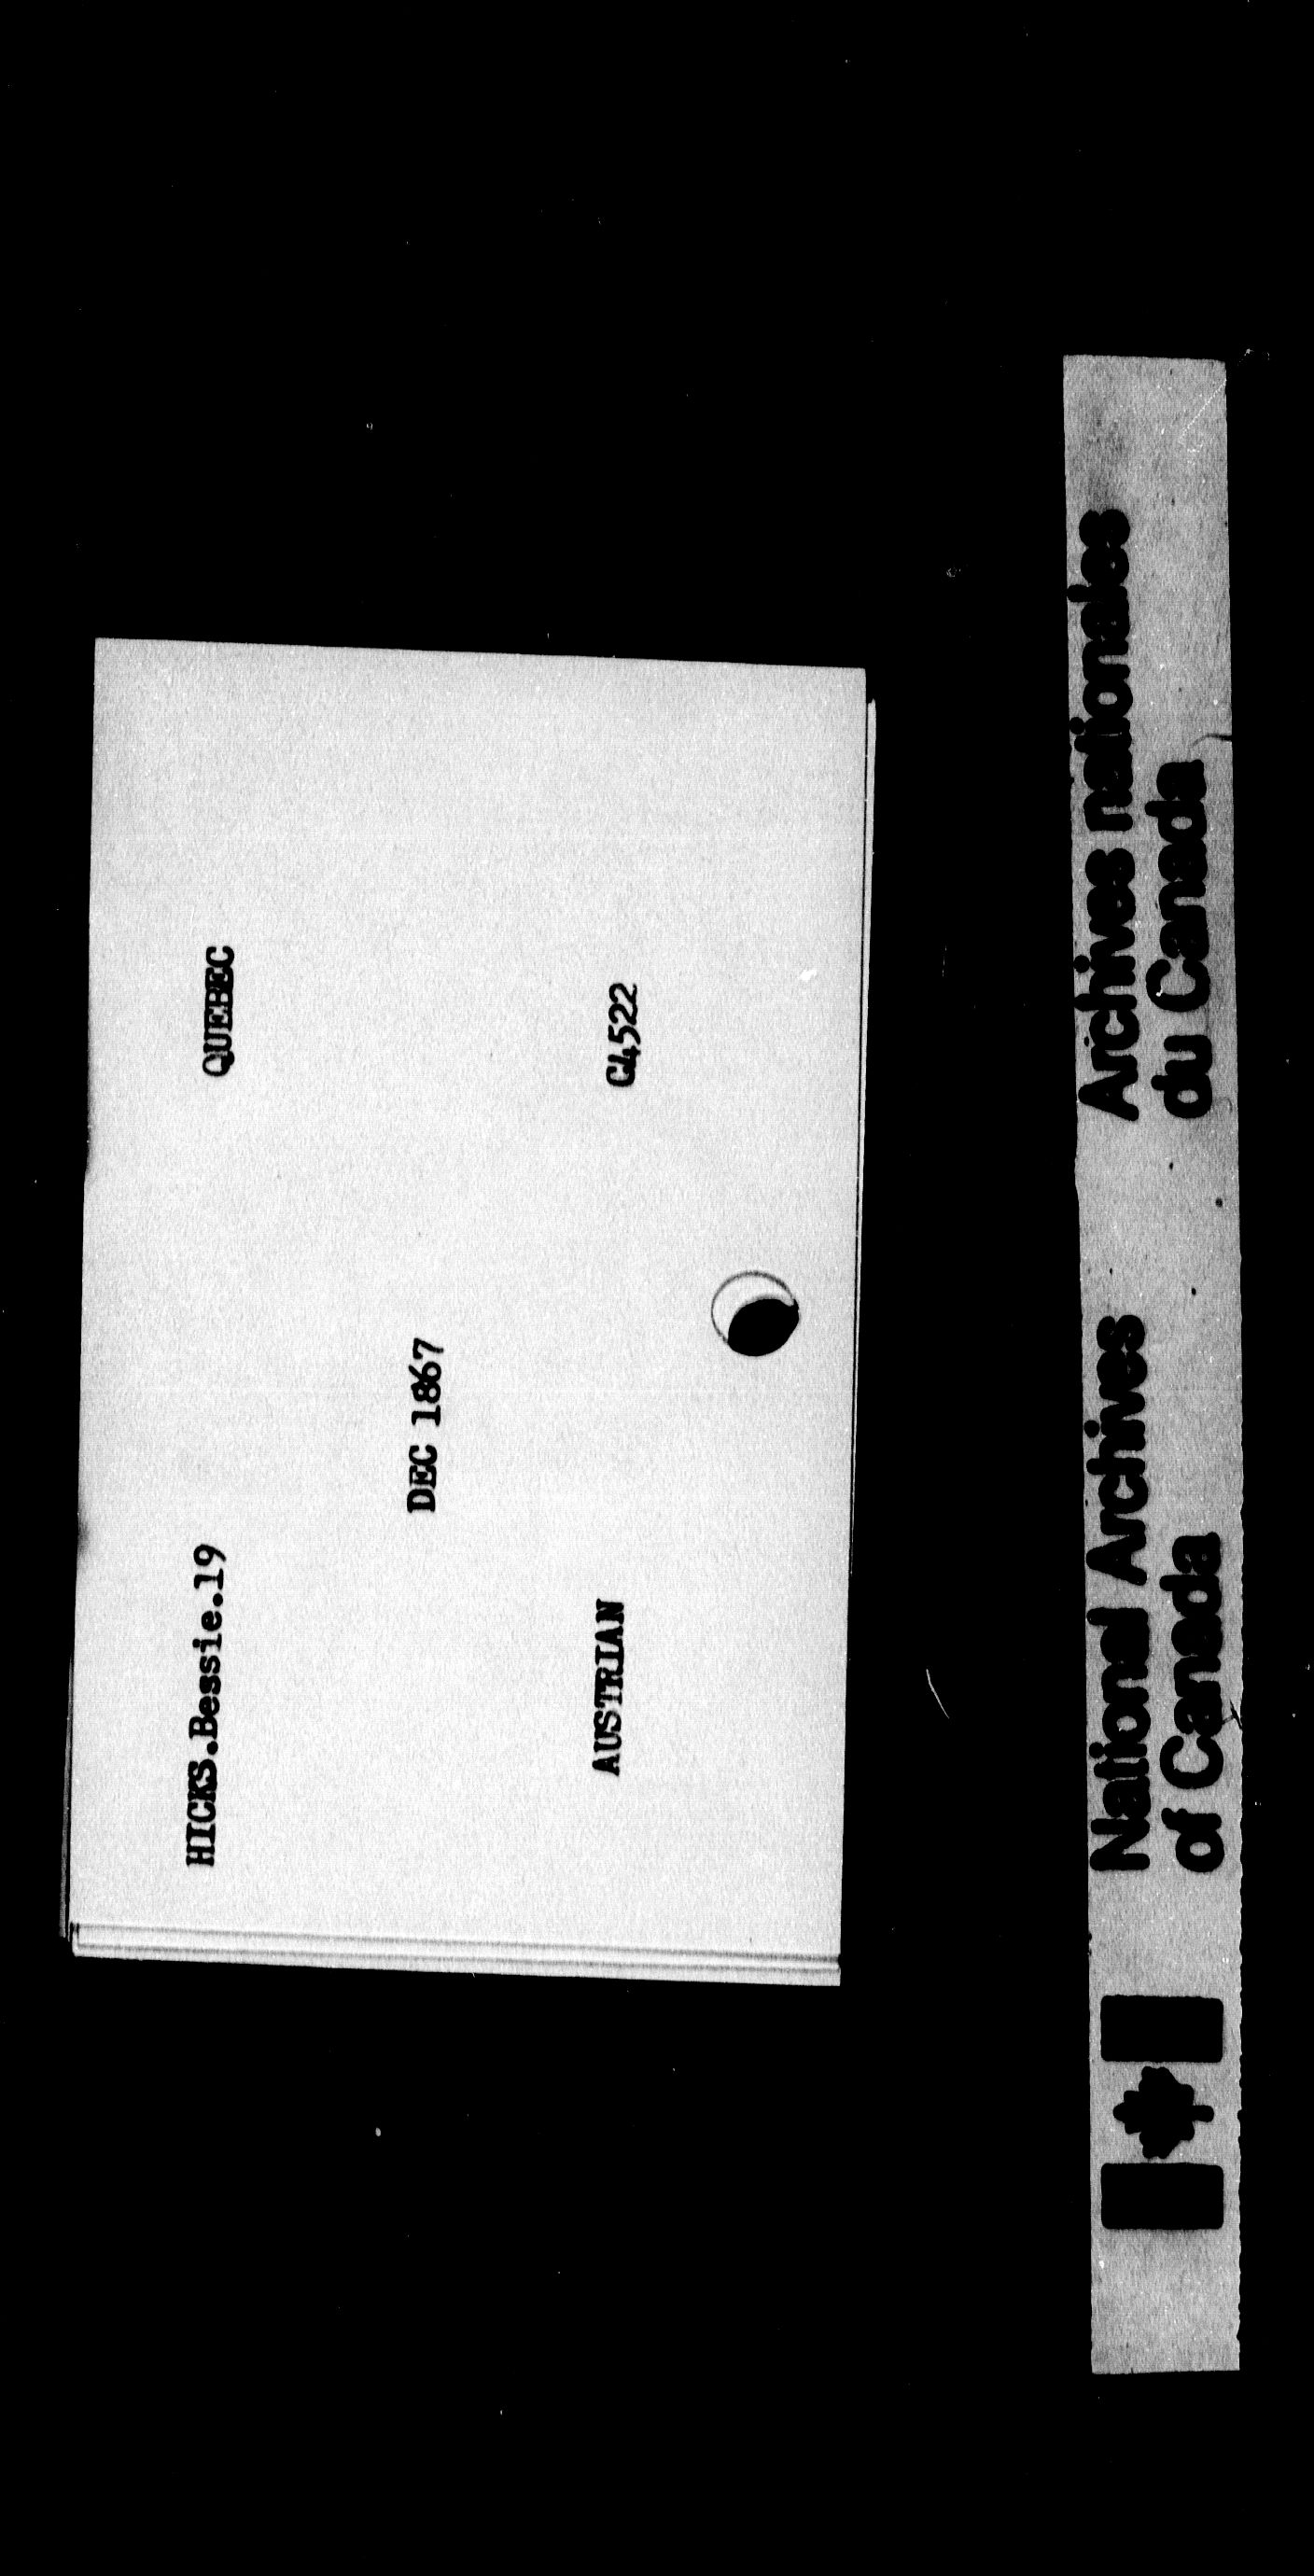 HICKS.Bessie.19 QUEBEC
DEC 1867
AUSTRIAN C4522
National Archives Archives nationales
of Canada du Canada